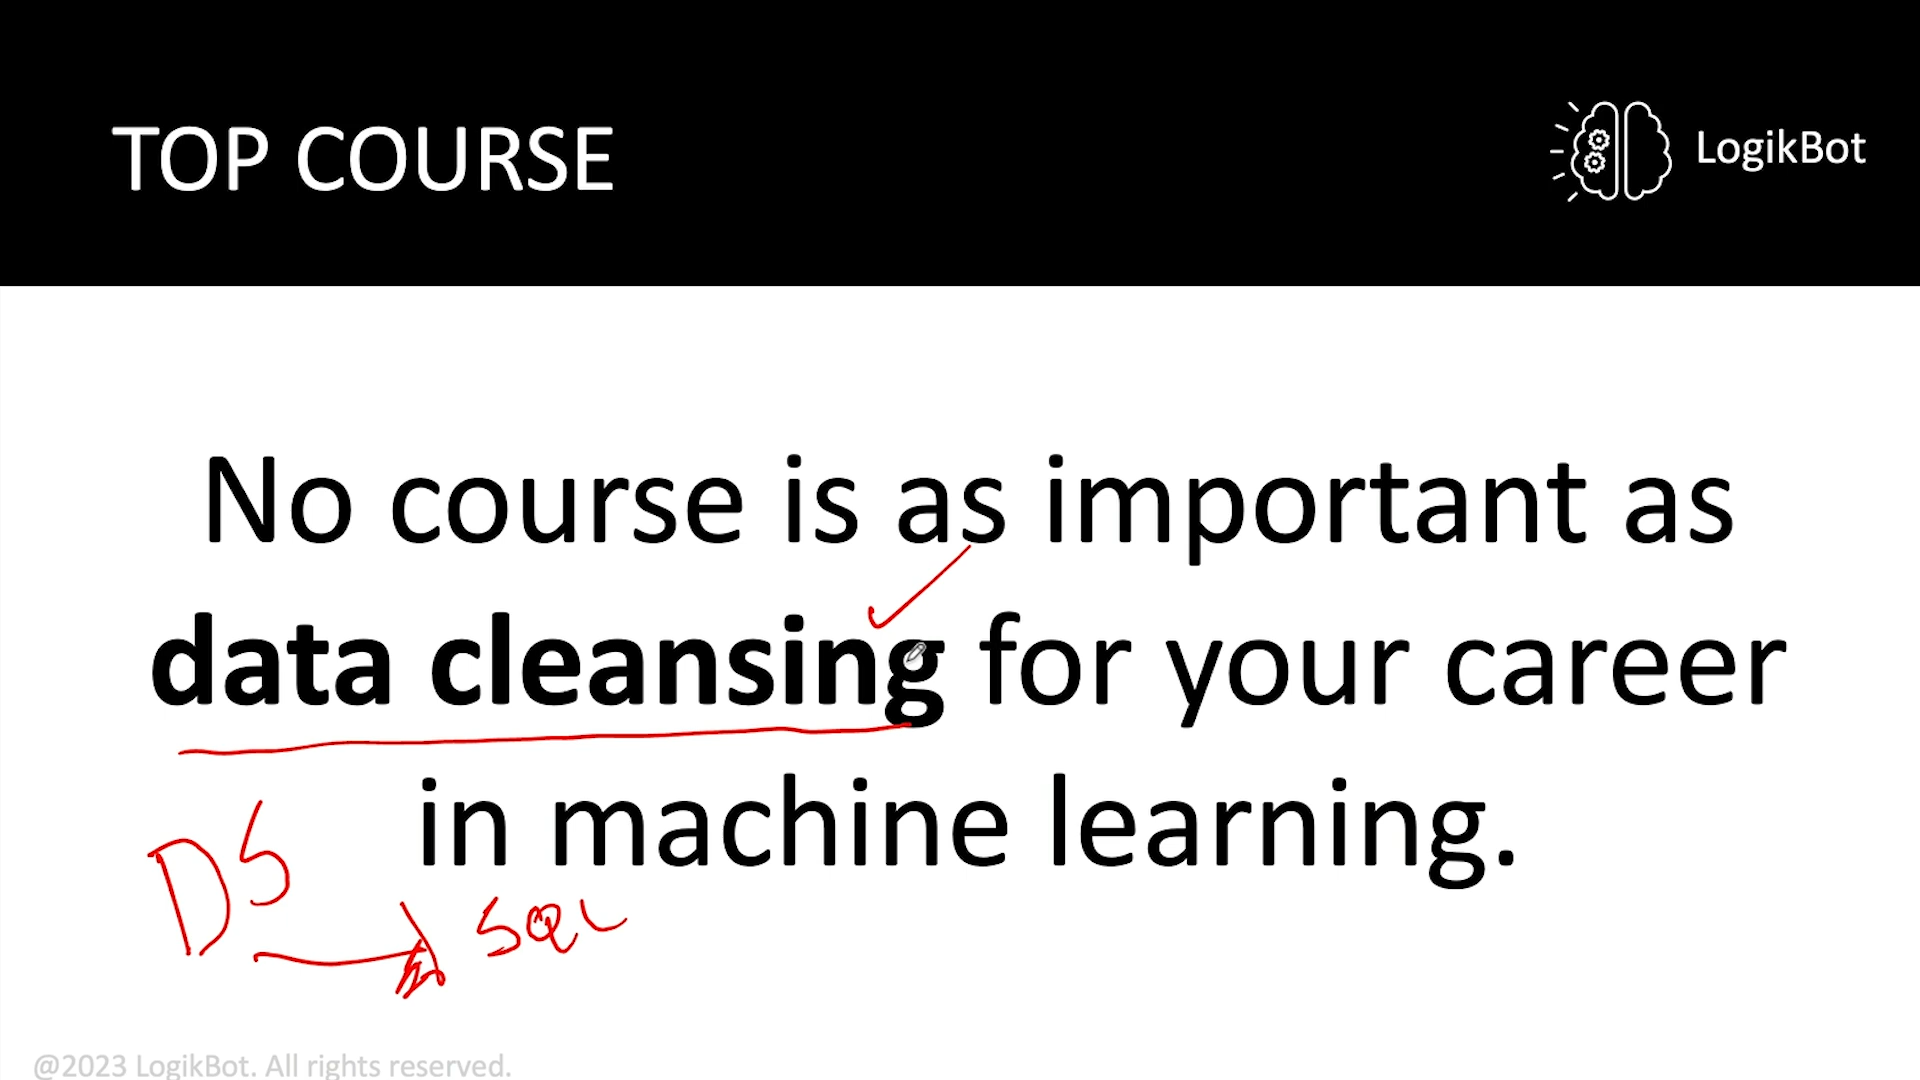 TOP COURSE
LogikBot
No course is as important as
data cleansing for your career
in machine learning.
DS
SQL
@2023 LogikBot. All rights reserved.